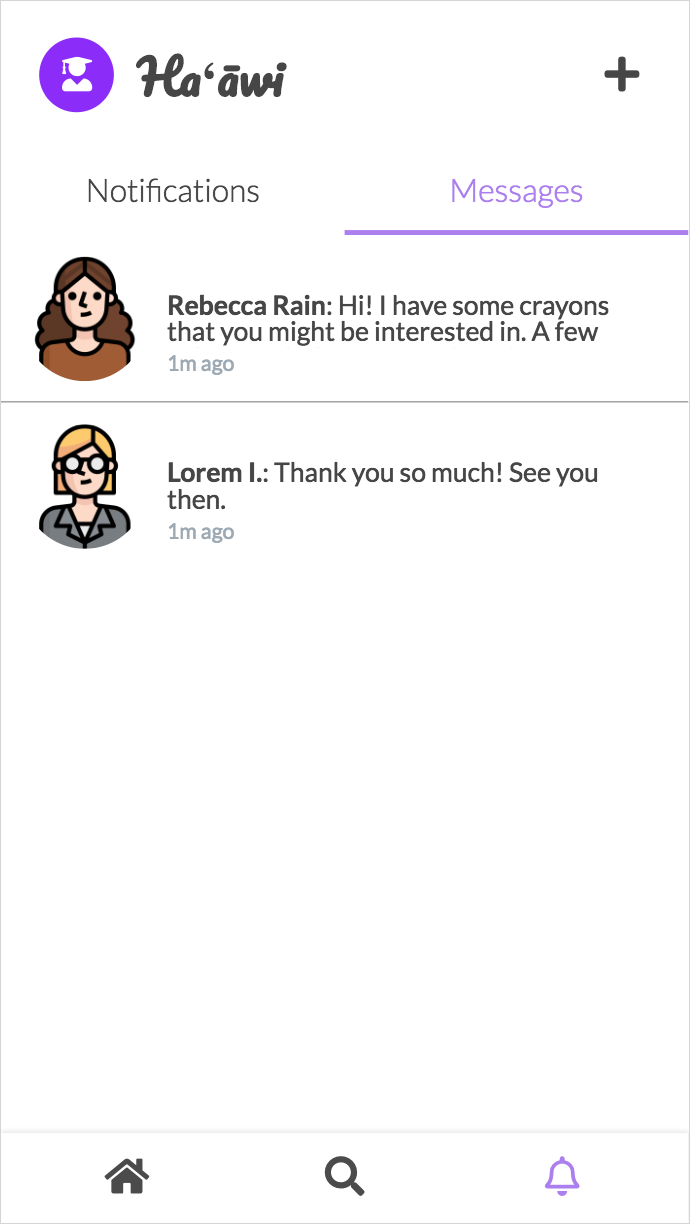 Haʻāwi
Notifications
Messages
Rebecca Rain: Hi! I have some crayons
that you might be interested in. A few
1m ago
Lorem I.: Thank you so much! See you
then.
1m ago